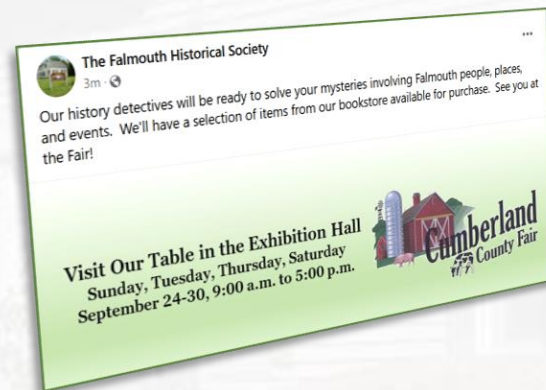 The Falmouth Historical Society
3m ·
Our history detectives will be ready to solve your mysteries involving Falmouth people, places,
and events. We'll have a selection of items from our bookstore available for purchase. See you at
the Fair!
Visit Our Table in the Exhibition Hall
Sunday, Tuesday, Thursday, Saturday
September 24-30, 9:00 a.m. to 5:00 p.m.
Cumberland
County Fair